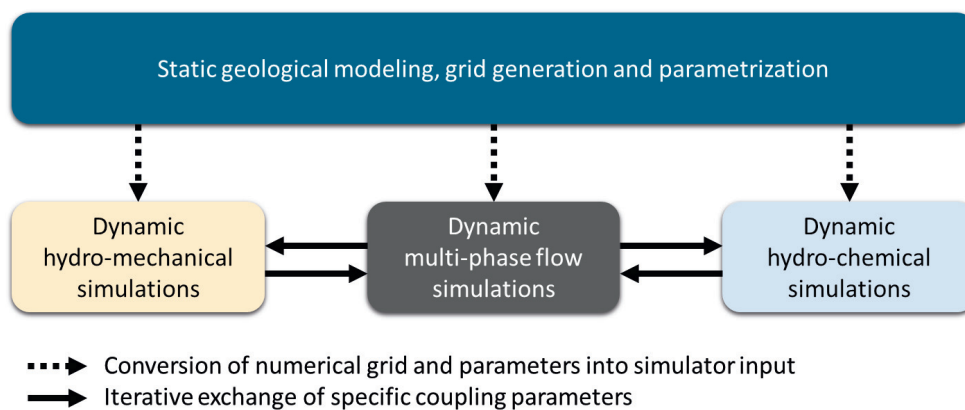 Static geological modeling, grid generation and parametrization
Dynamic
hydro-mechanical
simulations
Dynamic
multi-phase flow
simulations
Dynamic
hydro-chemical
simulations
Conversion of numerical grid and parameters into simulator input
Iterative exchange of specific coupling parameters